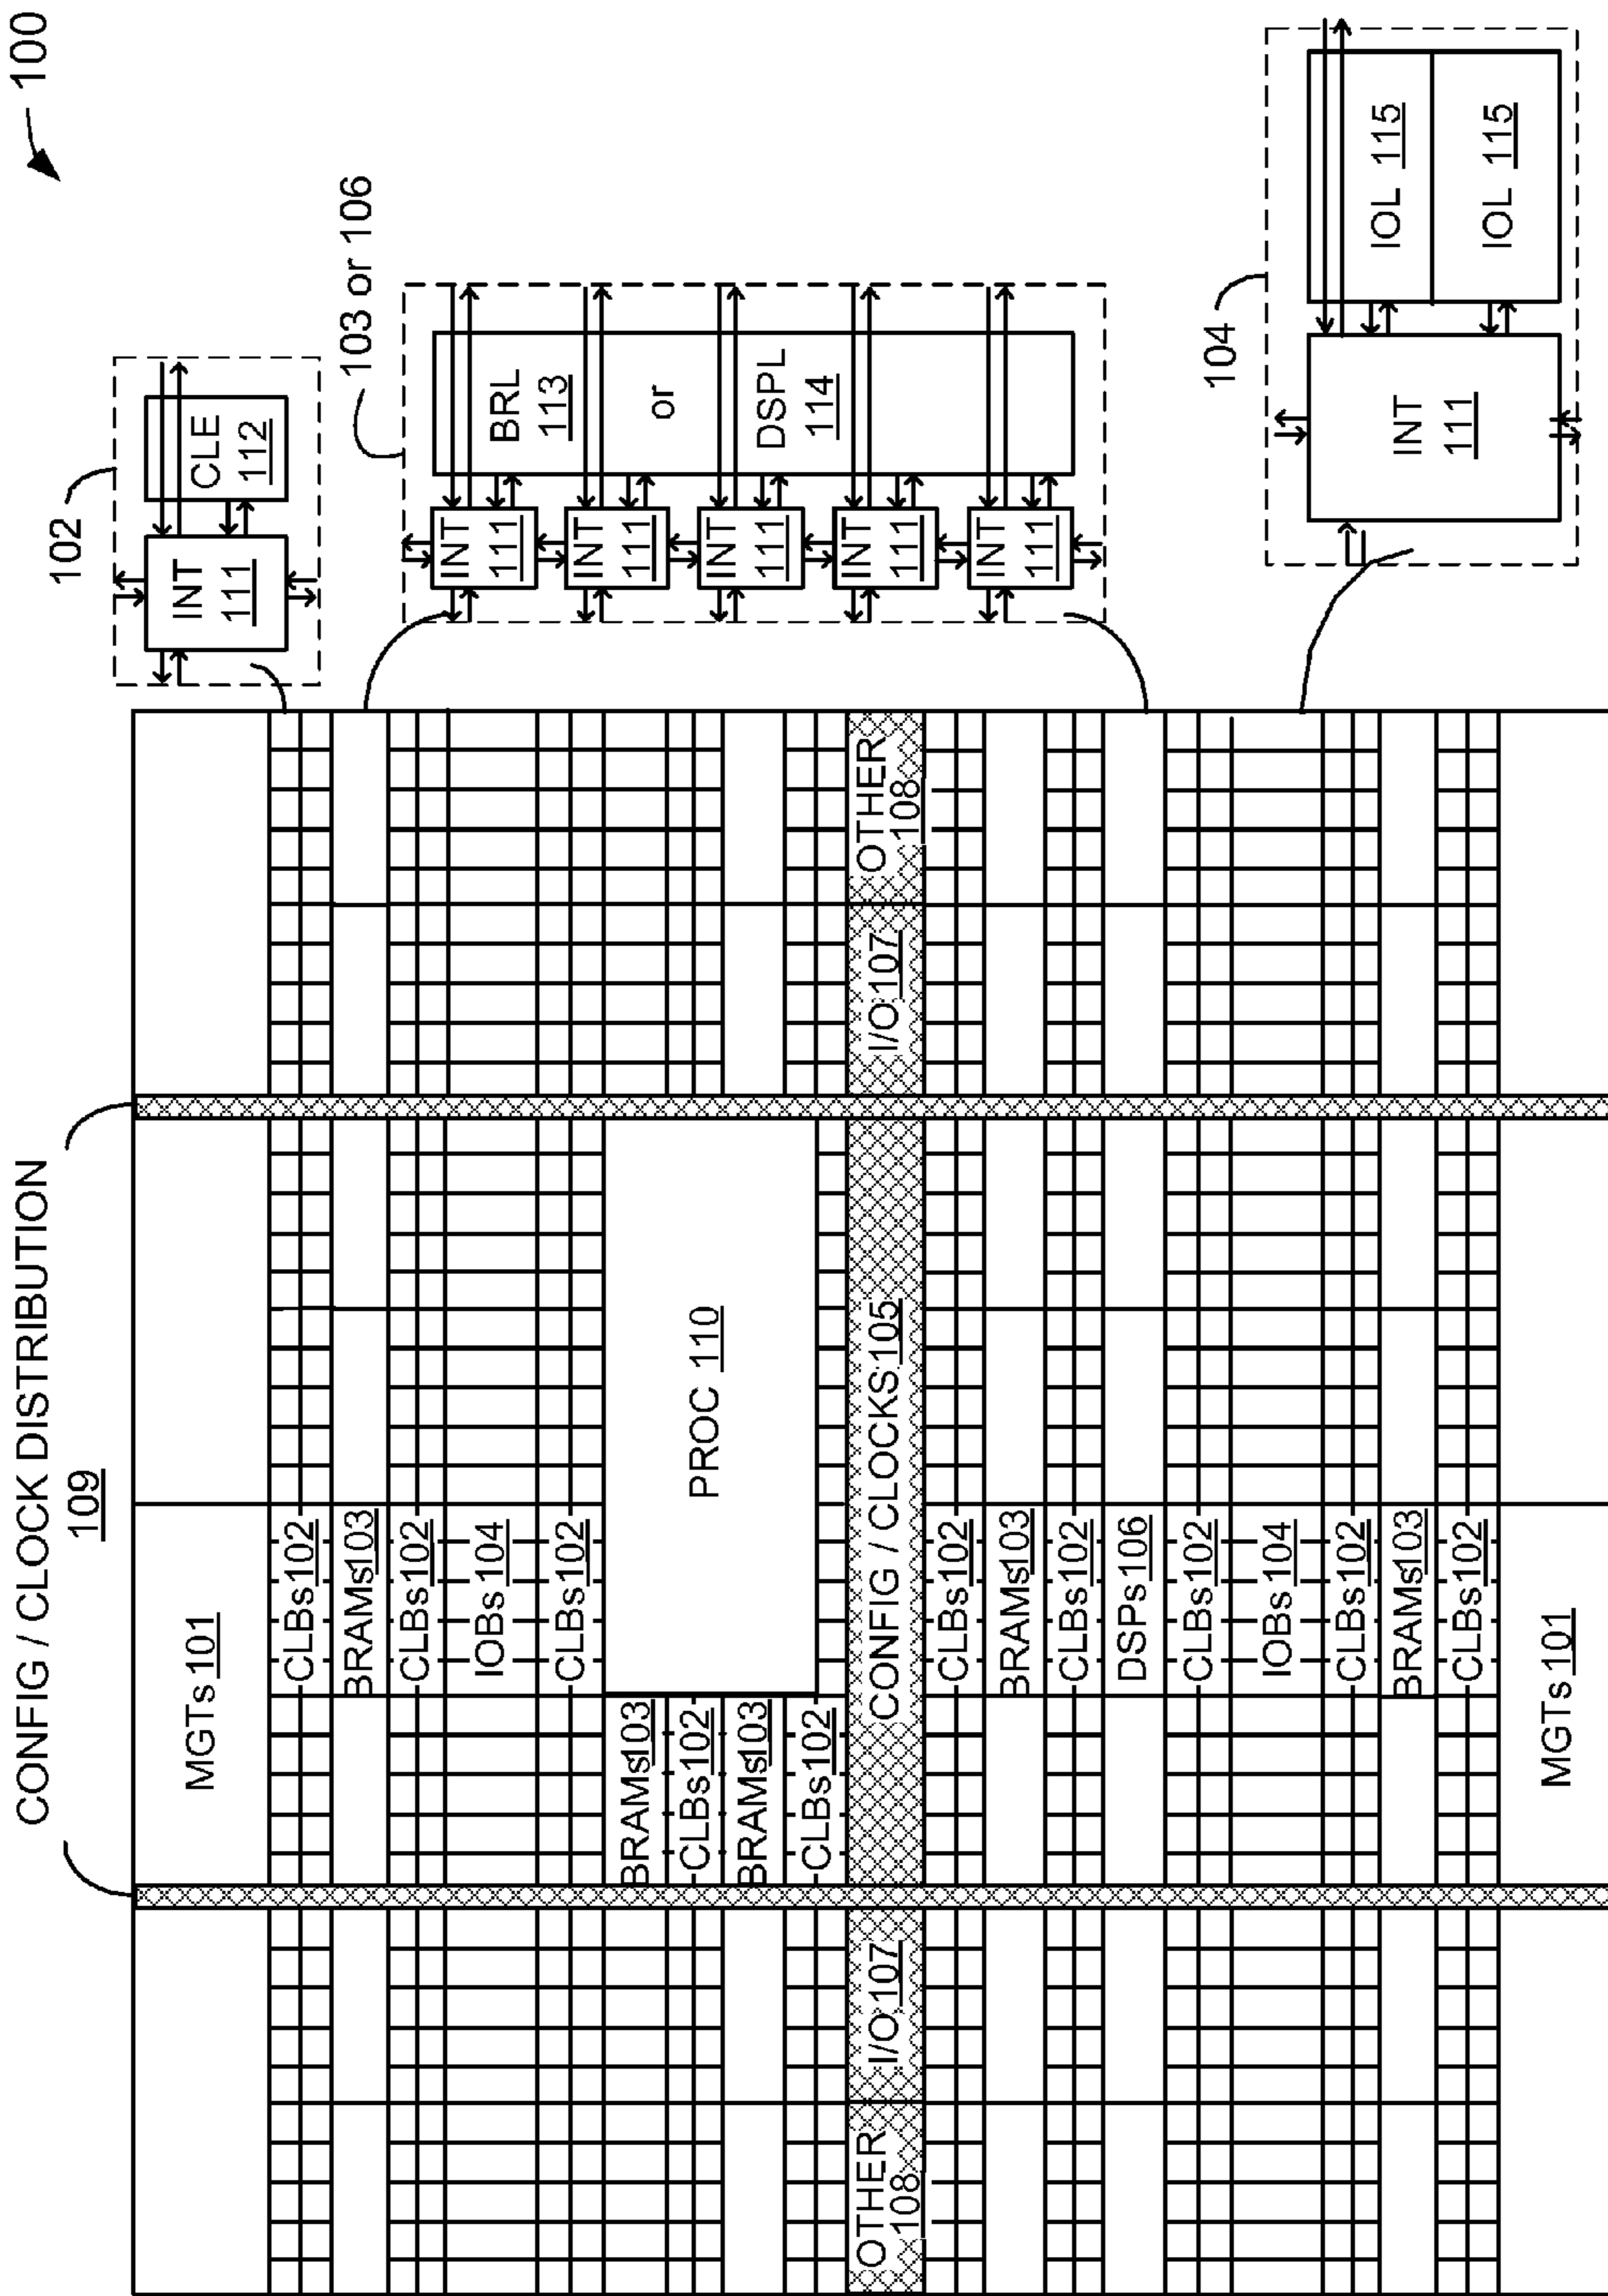 100
CONFIG / CLOCK DISTRIBUTION
109
MGTs 101
CLBs 102
BRAMs 103
CLBs 102
IOBs 104
CLBs 102
BRAMs 103
CLBs 102
BRAMs 103
CLBs 102
PROC 110
OTHER
108
I/O 107
CONFIG / CLOCKS 105
I/O 107
OTHER
108
CLBs 102
BRAMs 103
CLBs 102
DSPs 106
CLBs 102
IOBs 104
CLBs 102
BRAMs 103
CLBs 102
MGTs 101
102
INT
111
CLE
112
103 or 106
INT
111
INT
111
INT
111
INT
111
INT
111
BRL
113
or
DSPL
114
104
INT
111
IOL 115
IOL 115